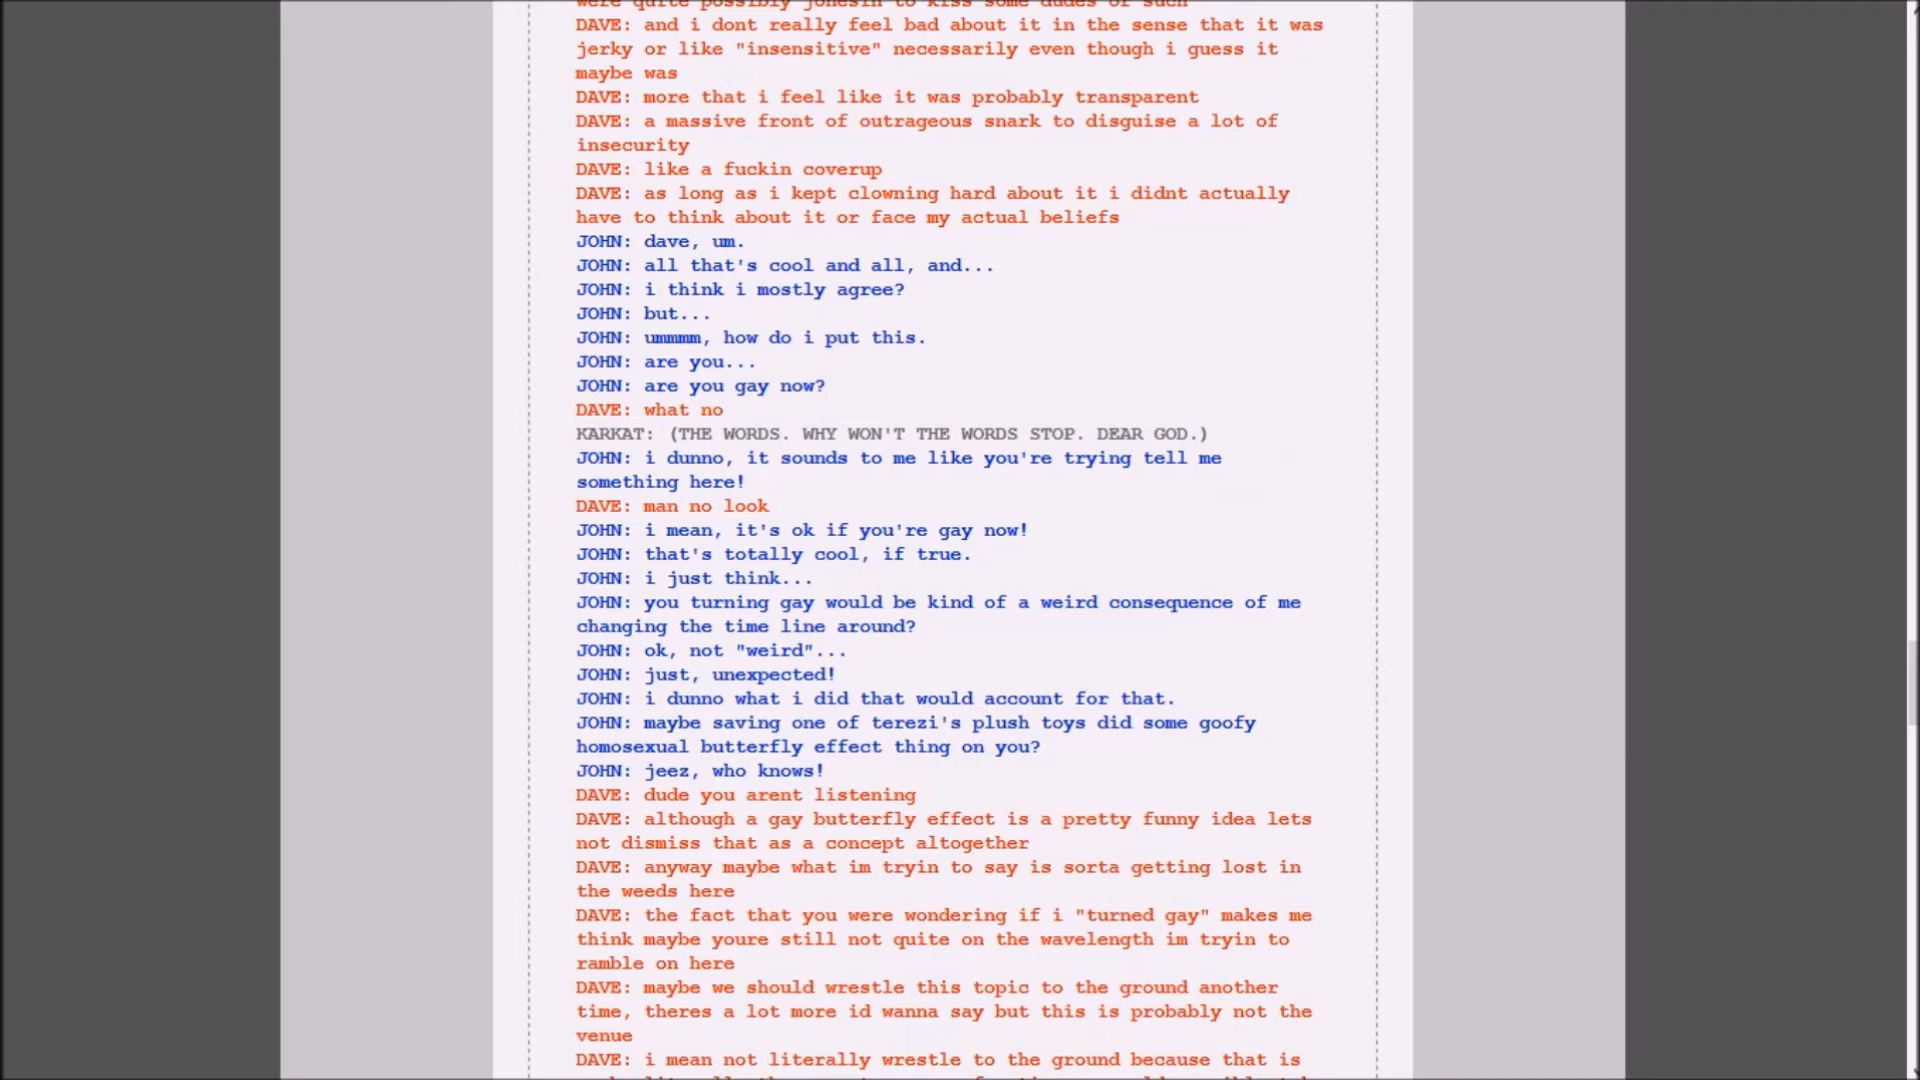 were quite possibly jonesin to kiss some dudes or such
DAVE: and i dont really feel bad about it in the sense that it was
jerky or like "insensitive" necessarily even though i guess it
maybe was
DAVE: more that i feel like it was probably transparent
DAVE: a massive front of outrageous snark to disguise a lot of
insecurity
DAVE: like a fuckin coverup
DAVE: as long as i kept clowning hard about it i didnt actually
have to think about it or face my actual beliefs
JOHN: dave, um.
JOHN: all that's cool and all, and...
JOHN: i think i mostly agree?
JOHN: but...
JOHN: ummmm, how do i put this.
JOHN: are you...
JOHN: are you gay now?
DAVE: what no
KARKAT: (THE WORDS. WHY WON'T THE WORDS STOP. DEAR GOD.)
JOHN: i dunno, it sounds to me like you're trying tell me
something here!
DAVE: man no look
JOHN: i mean, it's ok if you're gay now!
JOHN: that's totally cool, if true.
JOHN: i just think...
JOHN: you turning gay would be kind of a weird consequence of me
changing the time line around?
JOHN: ok, not "weird"...
JOHN: just, unexpected!
JOHN: i dunno what i did that would account for that.
JOHN: maybe saving one of terezi's plush toys did some goofy
homosexual butterfly effect thing on you?
JOHN: jeez, who knows!
DAVE: dude you arent listening
DAVE: although a gay butterfly effect is a pretty funny idea lets
not dismiss that as a concept altogether
DAVE: anyway maybe what im tryin to say is sorta getting lost in
the weeds here
DAVE: the fact that you were wondering if i "turned gay" makes me
think maybe youre still not quite on the wavelength im tryin to
ramble on here
DAVE: maybe we should wrestle this topic to the ground another
time, theres a lot more id wanna say but this is probably not the
venue
DAVE: i mean not literally wrestle to the ground because that is